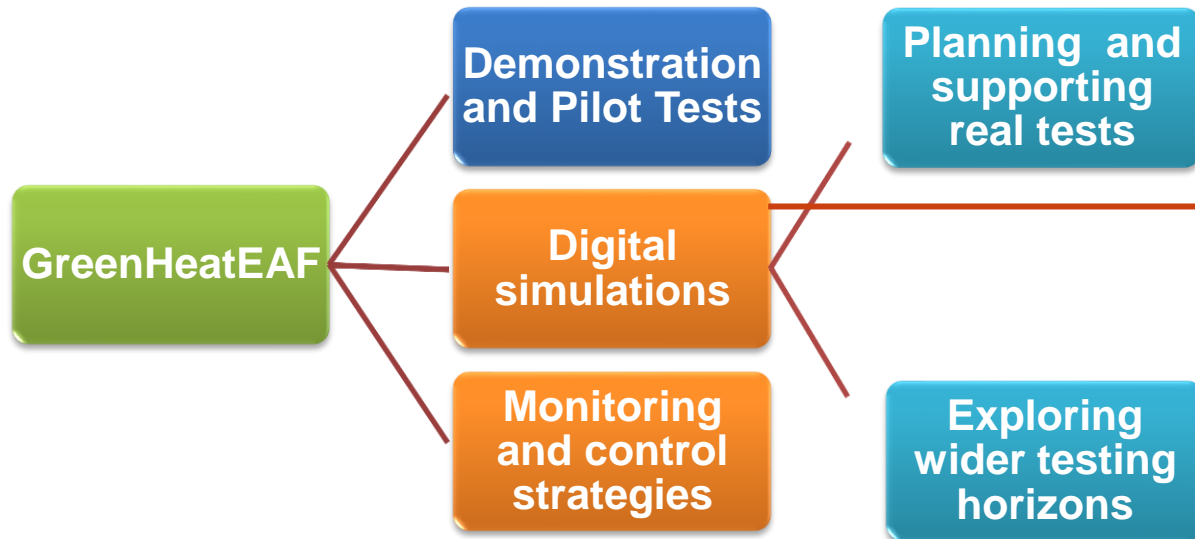 GreenHeatEAF
Demonstration
and Pilot Tests
Digital
simulations
Monitoring
and control
strategies
Planning and
supporting
real tests
Exploring
wider testing
horizons